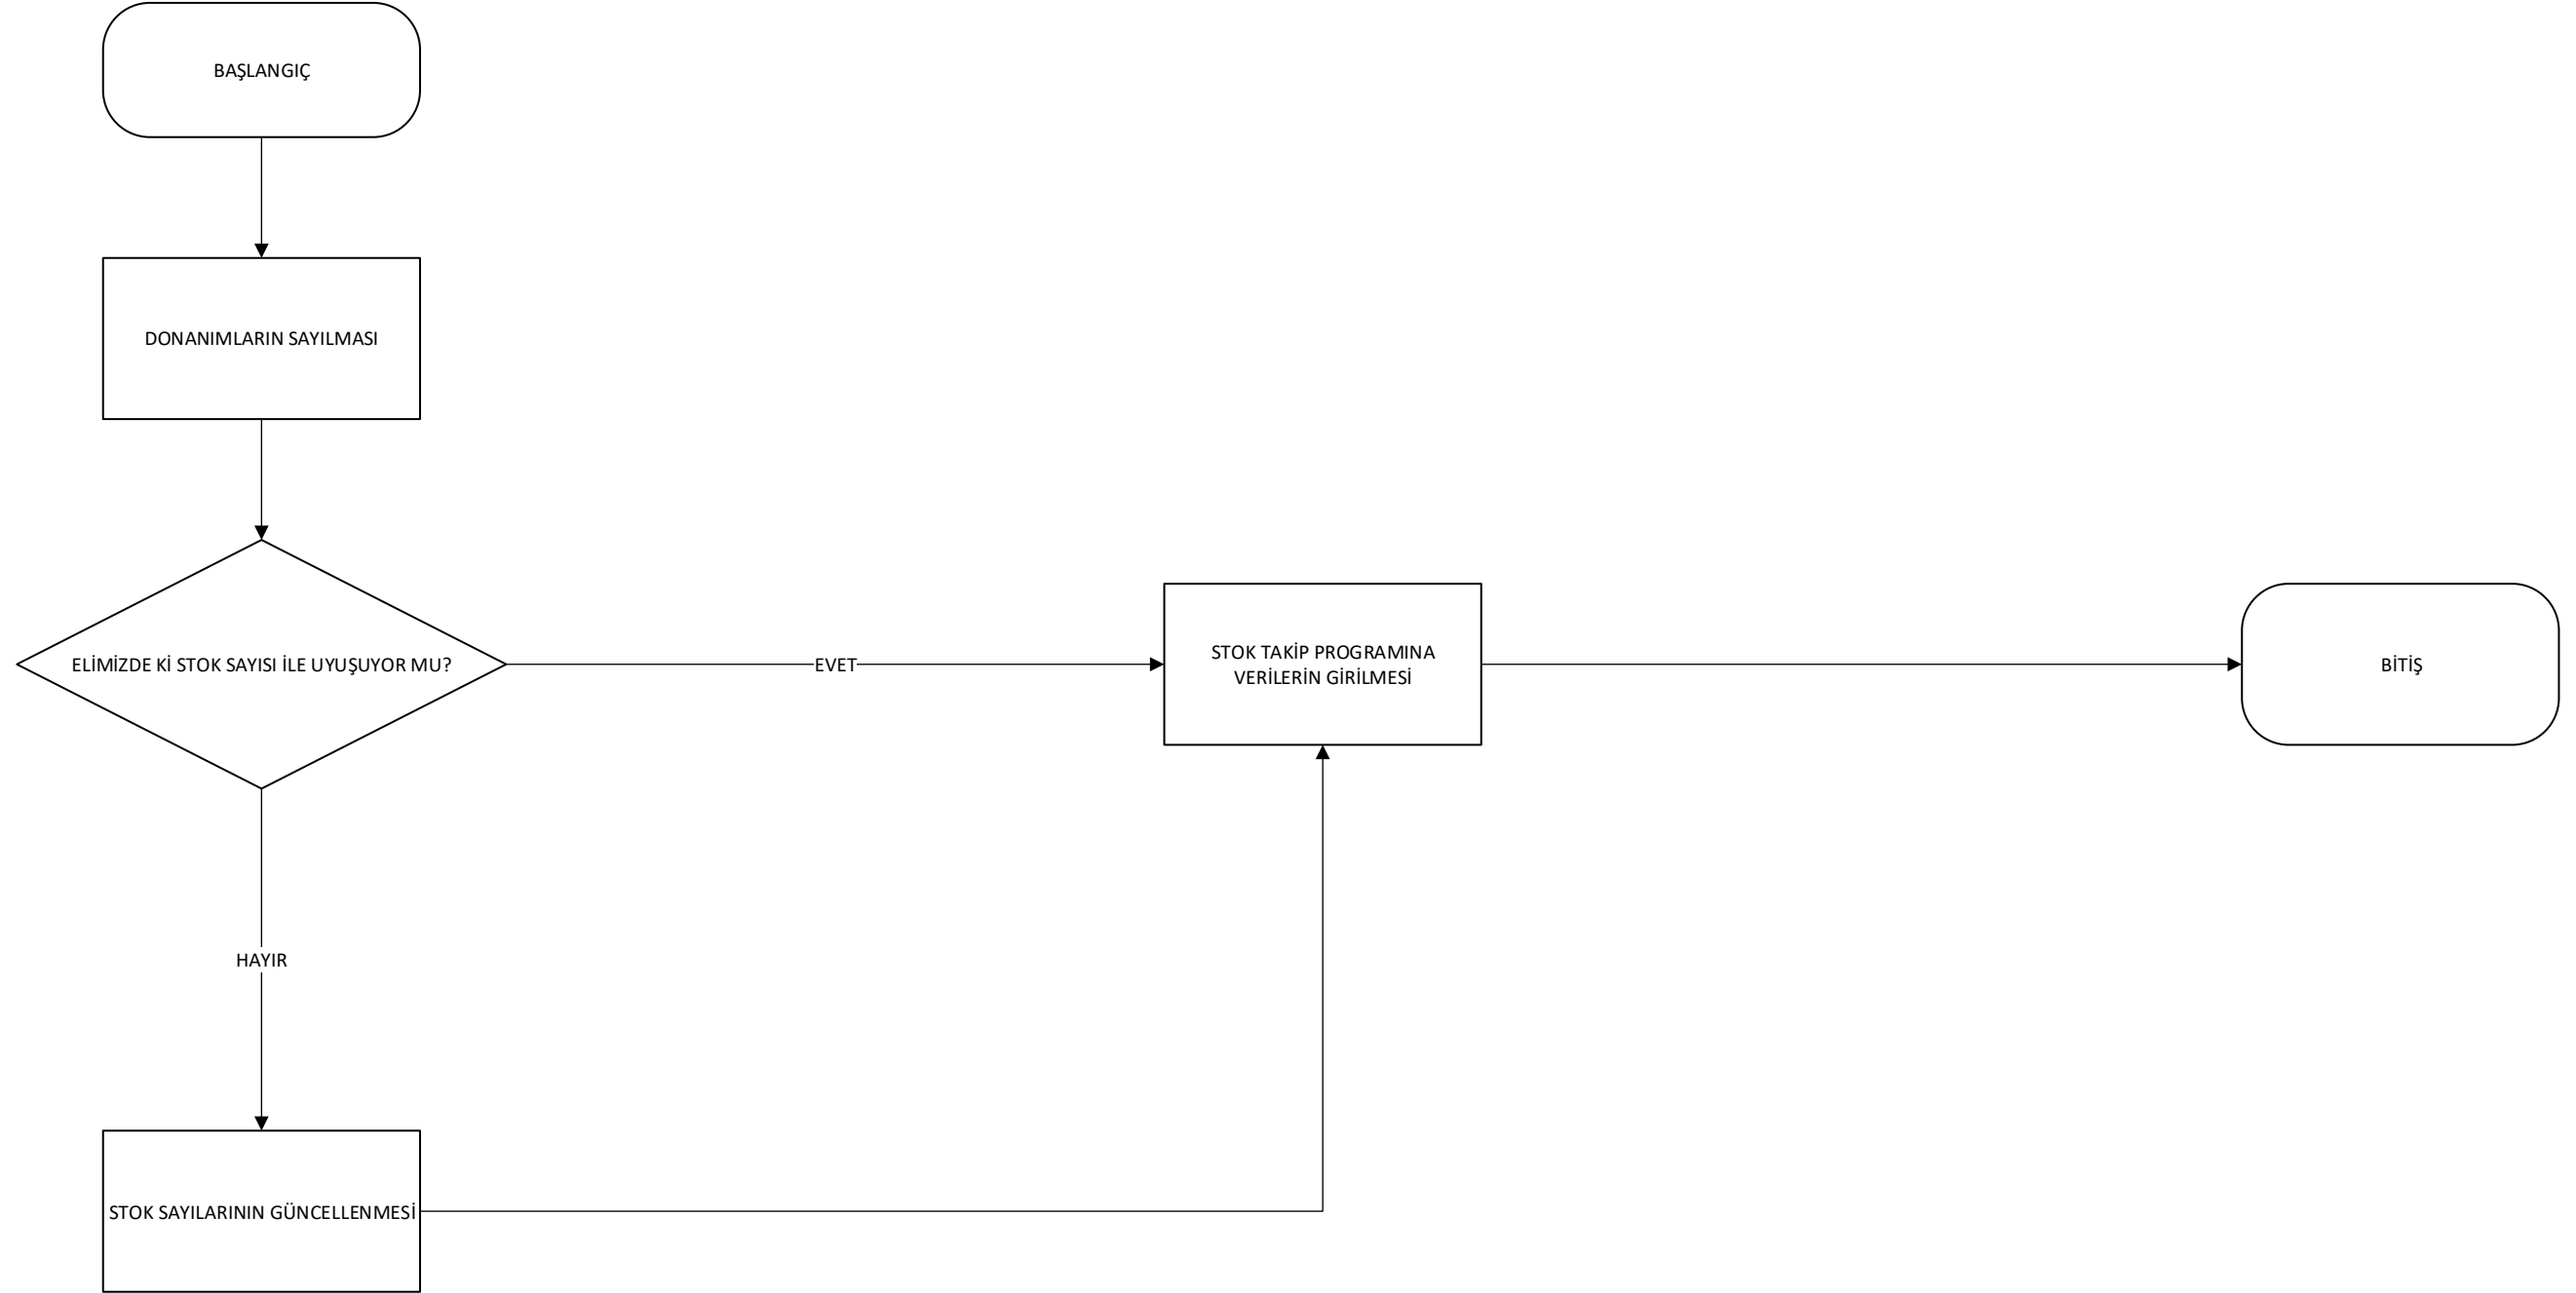 BAŞLANGIÇ
DONANIMLARIN SAYILMASI
ELİMİZDE Kİ STOK SAYISI İLE UYUŞUYOR MU?
EVET
STOK TAKİP PROGRAMINA
VERİLERİN GİRİLMESİ
BİTİŞ
HAYIR
STOK SAYILARININ GÜNCELLENMESİ